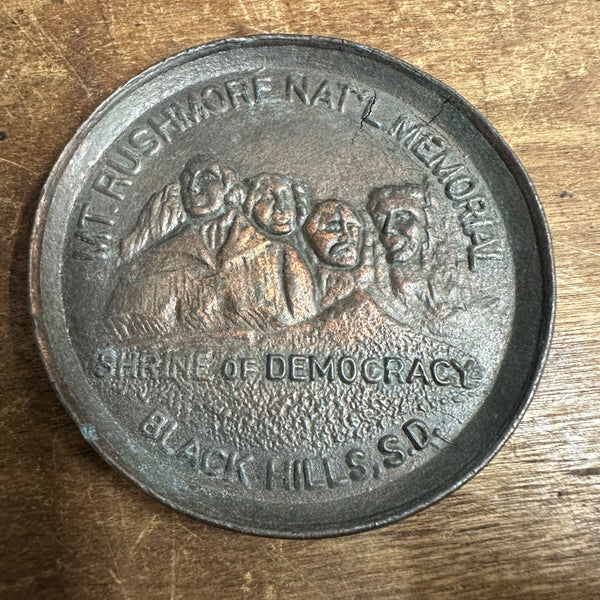 MT. RUSHMORE NAT'L MEMORIAL
SHRINE OF DEMOCRACY
BLACK HILLS, S.D.